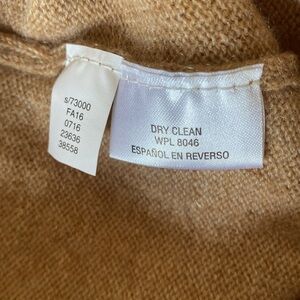 s/73000
FA16
0716
23636
38558
DRY CLEAN
WPL 8046
ESPAÑOL EN REVERSO